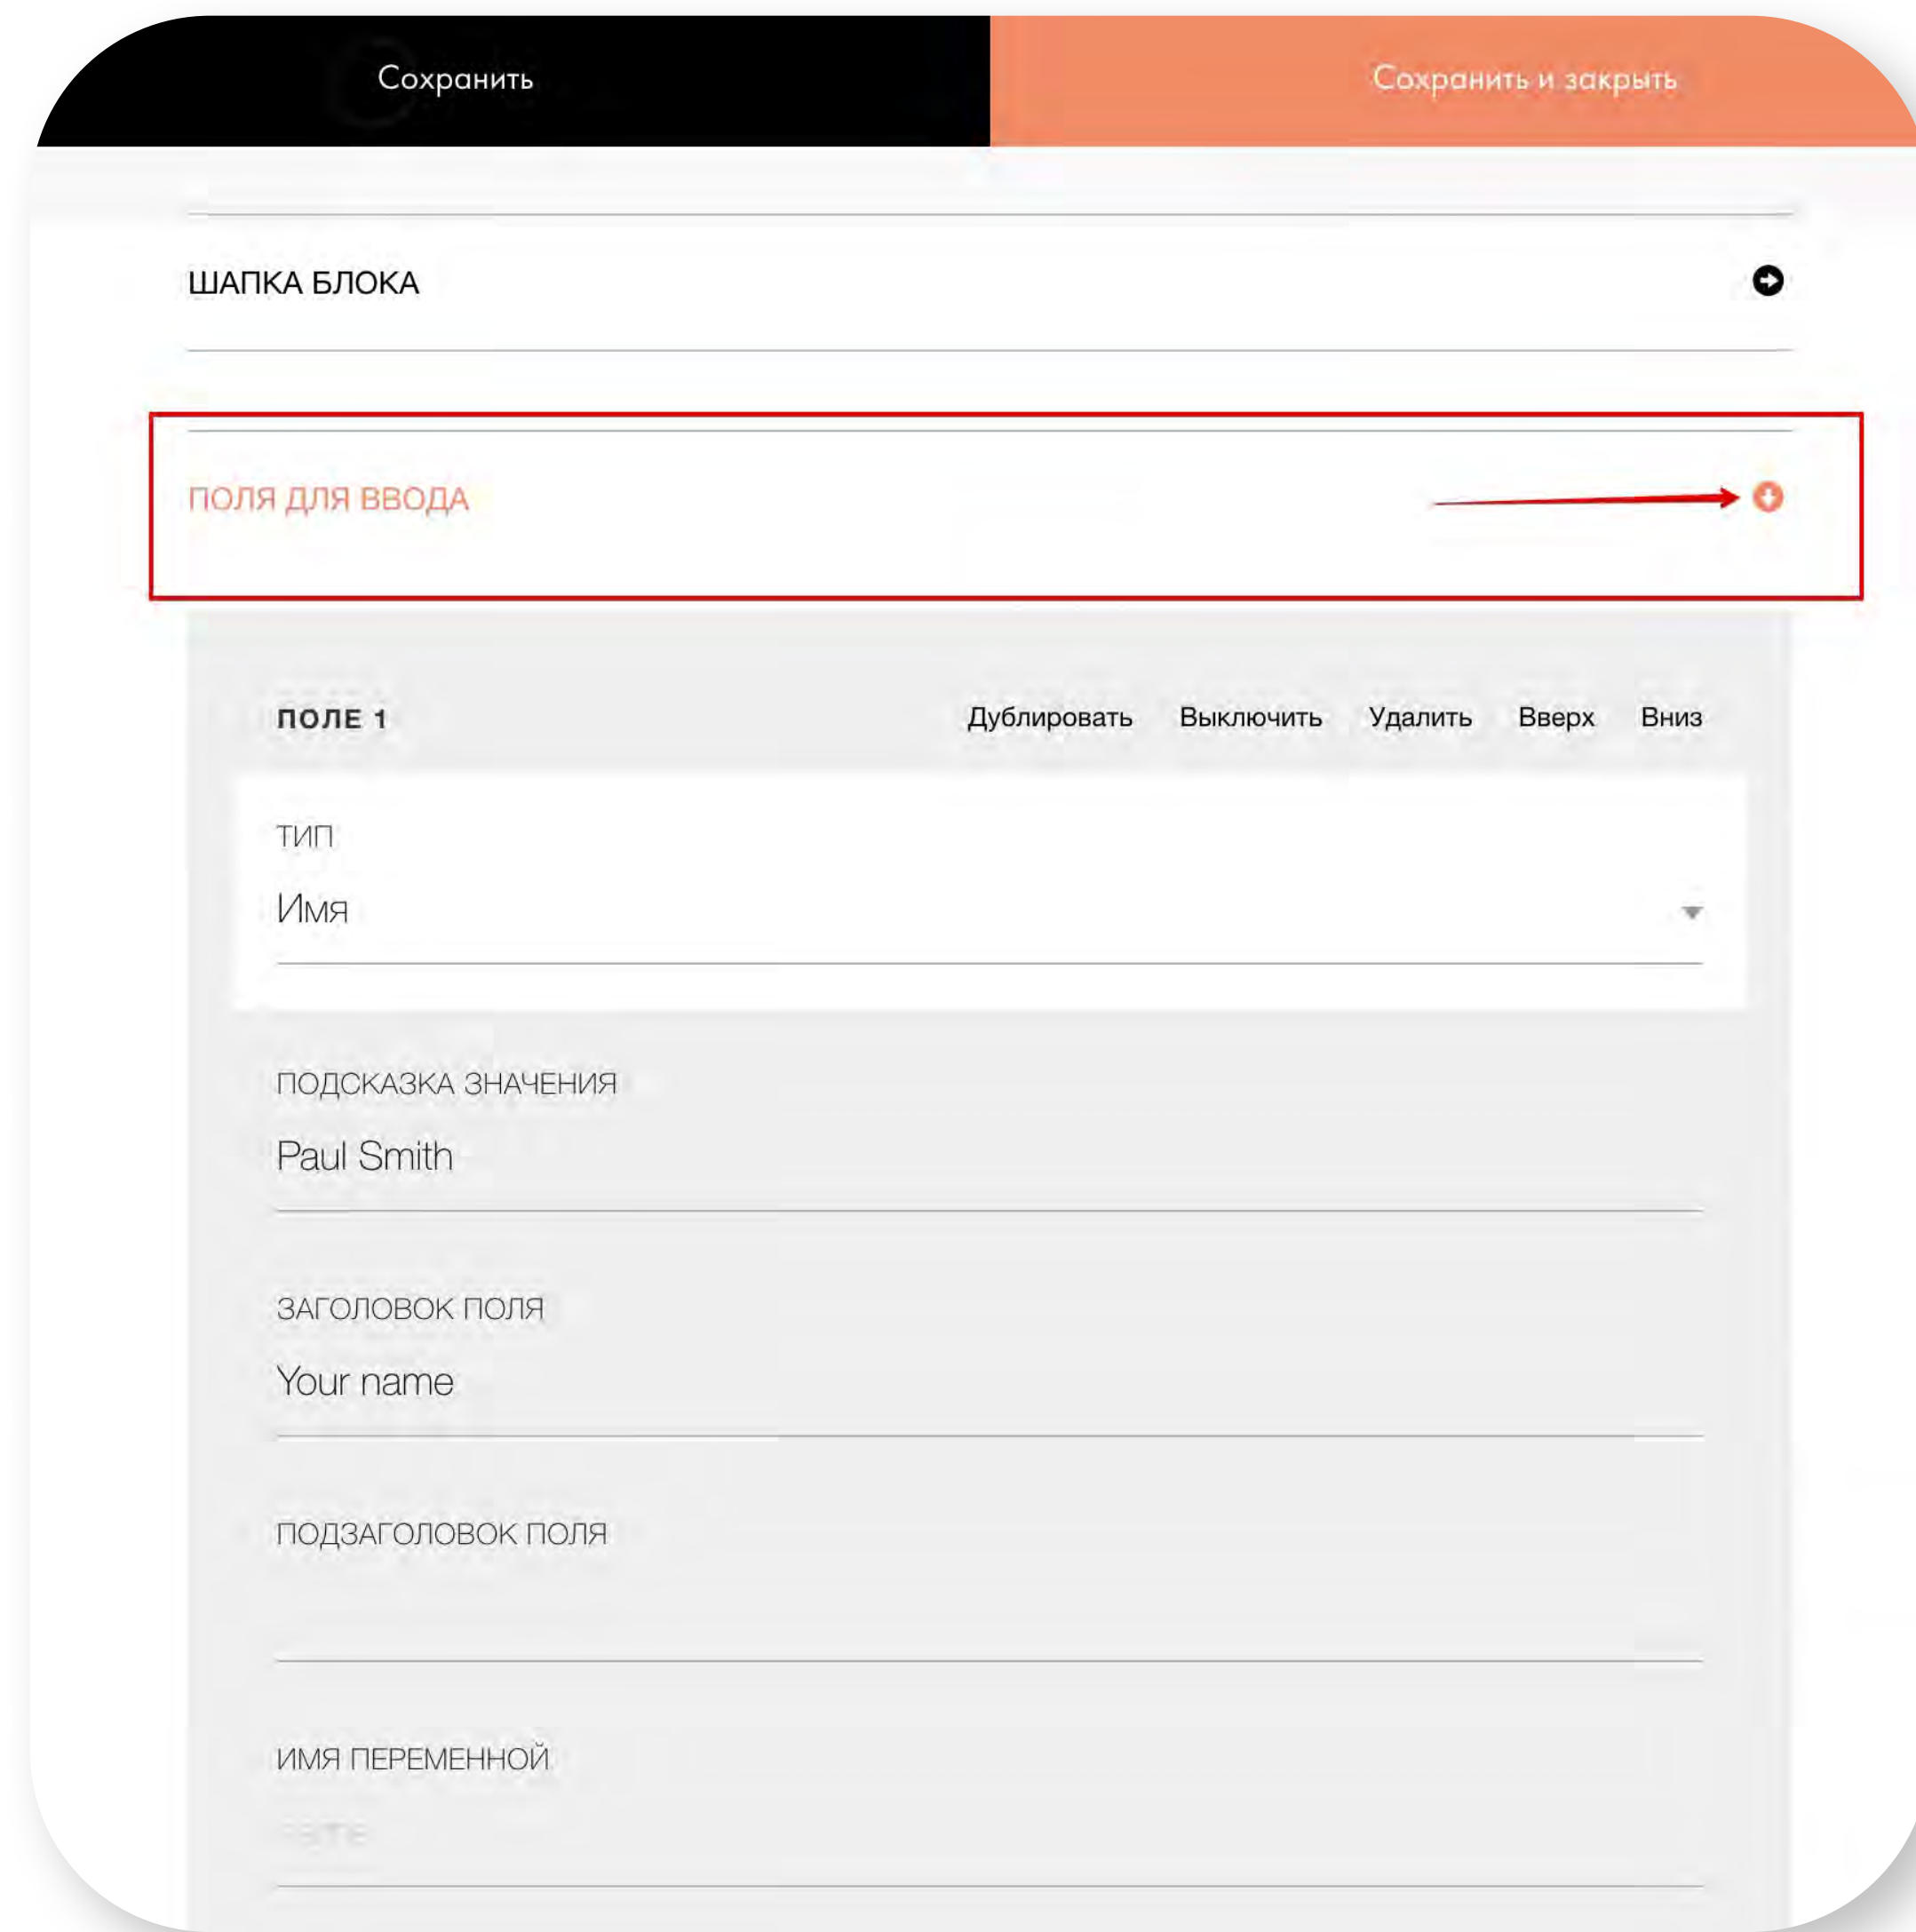 Сохранить
Сохранить и закрыть
ШАПКА БЛОКА
ПОЛЯ ДЛЯ ВВОДА
ПОЛЕ 1 Дублировать Выключить Удалить Вверх Вниз
ТИП
Имя
ПОДСКАЗКА ЗНАЧЕНИЯ
Paul Smith
ЗАГОЛОВОК ПОЛЯ
Your name
ПОДЗАГОЛОВОК ПОЛЯ
ИМЯ ПЕРЕМЕННОЙ